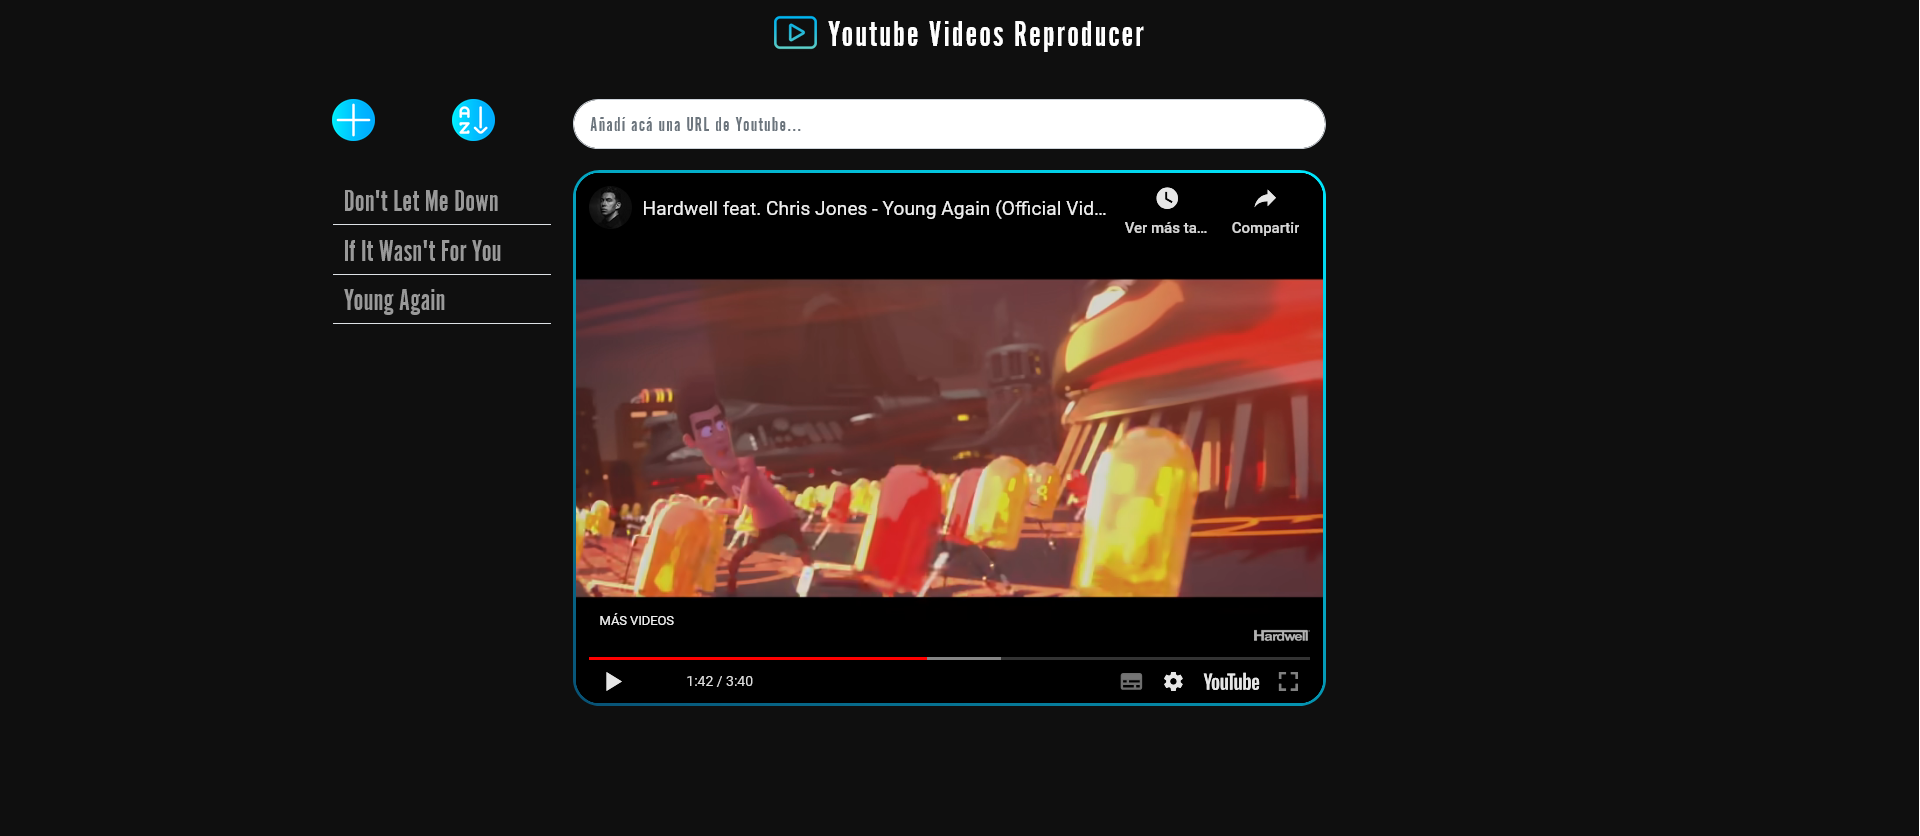 Youtube Videos Reproducer
A
Z
Añadí acá una URL de Youtube...
Don't Let Me Down
If It Wasn't For You
Young Again
Hardwell feat. Chris Jones - Young Again (Official Vid...
Ver más ta...
Compartir
MÁS VIDEOS
Hardwell
1:42 / 3:40
YouTube